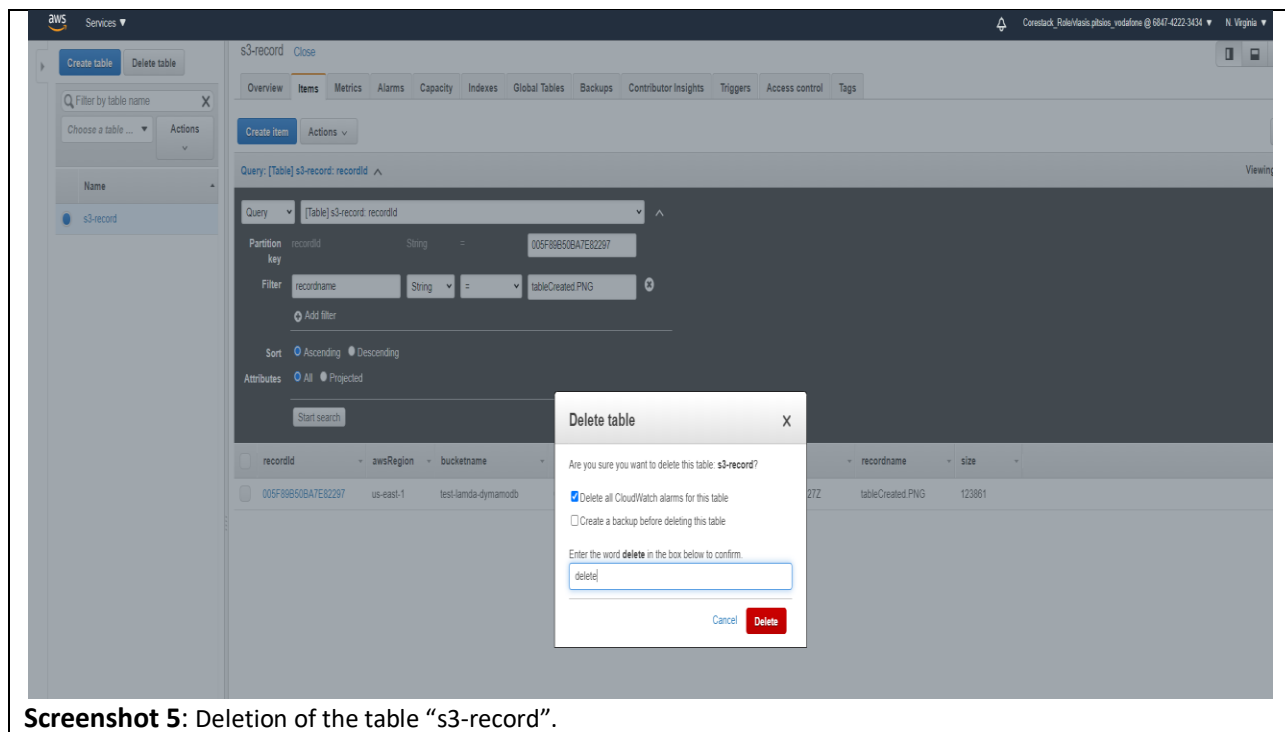 aws Services ▼ Corestack_Role/vlasis.pitsios_vodafone @ 6847-4222-3434 ▼ N. Virginia ▼
Create table Delete table
Filter by table name X
Choose a table ... ▼ Actions
Name
s3-record
s3-record Close
Overview Items Metrics Alarms Capacity Indexes Global Tables Backups Contributor Insights Triggers Access control Tags
Create item Actions
Query: [Table] s3-record: recordId Viewing
Query [Table] s3-record: recordId
Partition key recordId String = 005F89B50BA7E82297
Filter recordname String = tableCreated.PNG
Add filter
Sort Ascending Descending
Attributes All Projected
Start search
recordId awsRegion bucketname recordname size
005F89B50BA7E82297 us-east-1 test-lamda-dymamodb 27Z tableCreated.PNG 123861
Delete table X
Are you sure you want to delete this table: s3-record?
Delete all CloudWatch alarms for this table
Create a backup before deleting this table
Enter the word delete in the box below to confirm.
delete
Cancel Delete
Screenshot 5: Deletion of the table “s3-record”.